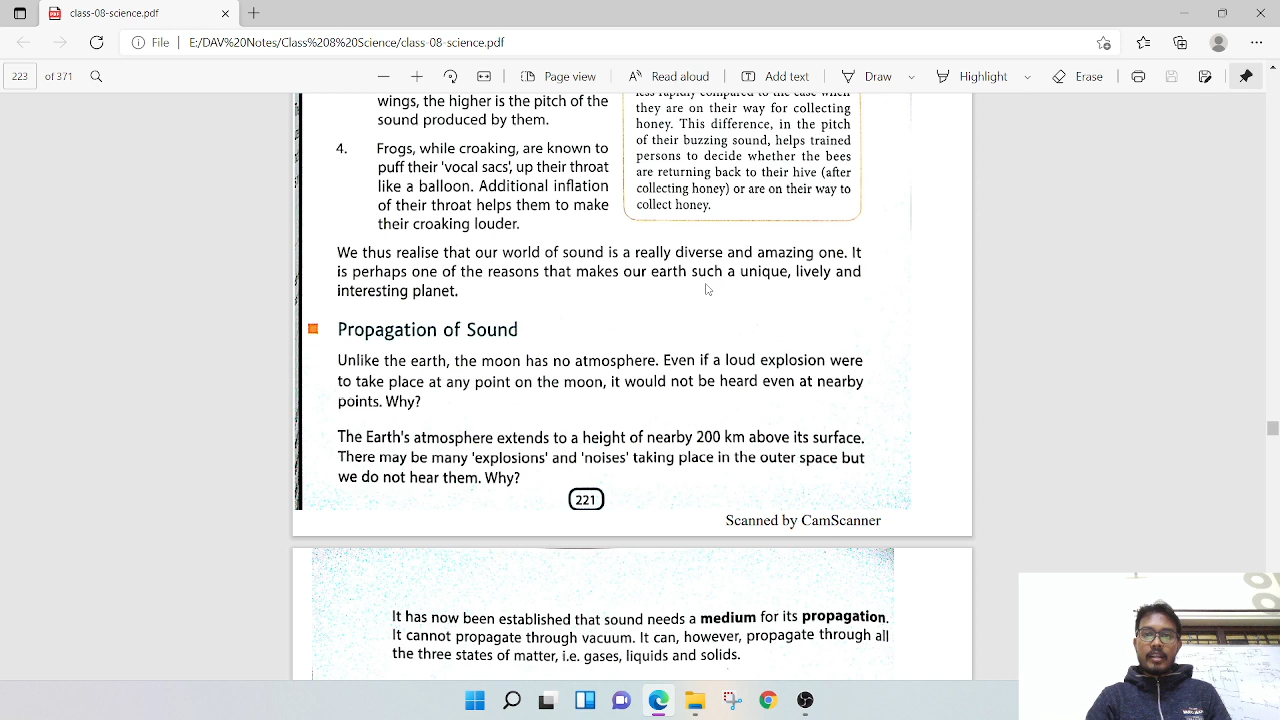 class-08-science.pdf
File
E:/DAV%20Notes/Class%208%20Science/class-08-science.pdf
223 of 371
Page view
Read aloud
Add text
Draw
Highlight
Erase
wings, the higher is the pitch of the
sound produced by them.
4. Frogs, while croaking, are known to
puff their 'vocal sacs', up their throat
like a balloon. Additional inflation
of their throat helps them to make
their croaking louder.
less rapidly compared to the case when
they are on their way for collecting
honey. This difference, in the pitch
of their buzzing sound, helps trained
persons to decide whether the bees
are returning back to their hive (after
collecting honey) or are on their way to
collect honey.
We thus realise that our world of sound is a really diverse and amazing one. It
is perhaps one of the reasons that makes our earth such a unique, lively and
interesting planet.
Propagation of Sound
Unlike the earth, the moon has no atmosphere. Even if a loud explosion were
to take place at any point on the moon, it would not be heard even at nearby
points. Why?
The Earth's atmosphere extends to a height of nearby 200 km above its surface.
There may be many 'explosions' and 'noises' taking place in the outer space but
we do not hear them. Why?
221
Scanned by CamScanner
It has now been established that sound needs a medium for its propagation.
It cannot propagate through vacuum. It can, however, propagate through all
the three states of matter i.e. gases, liquids and solids.